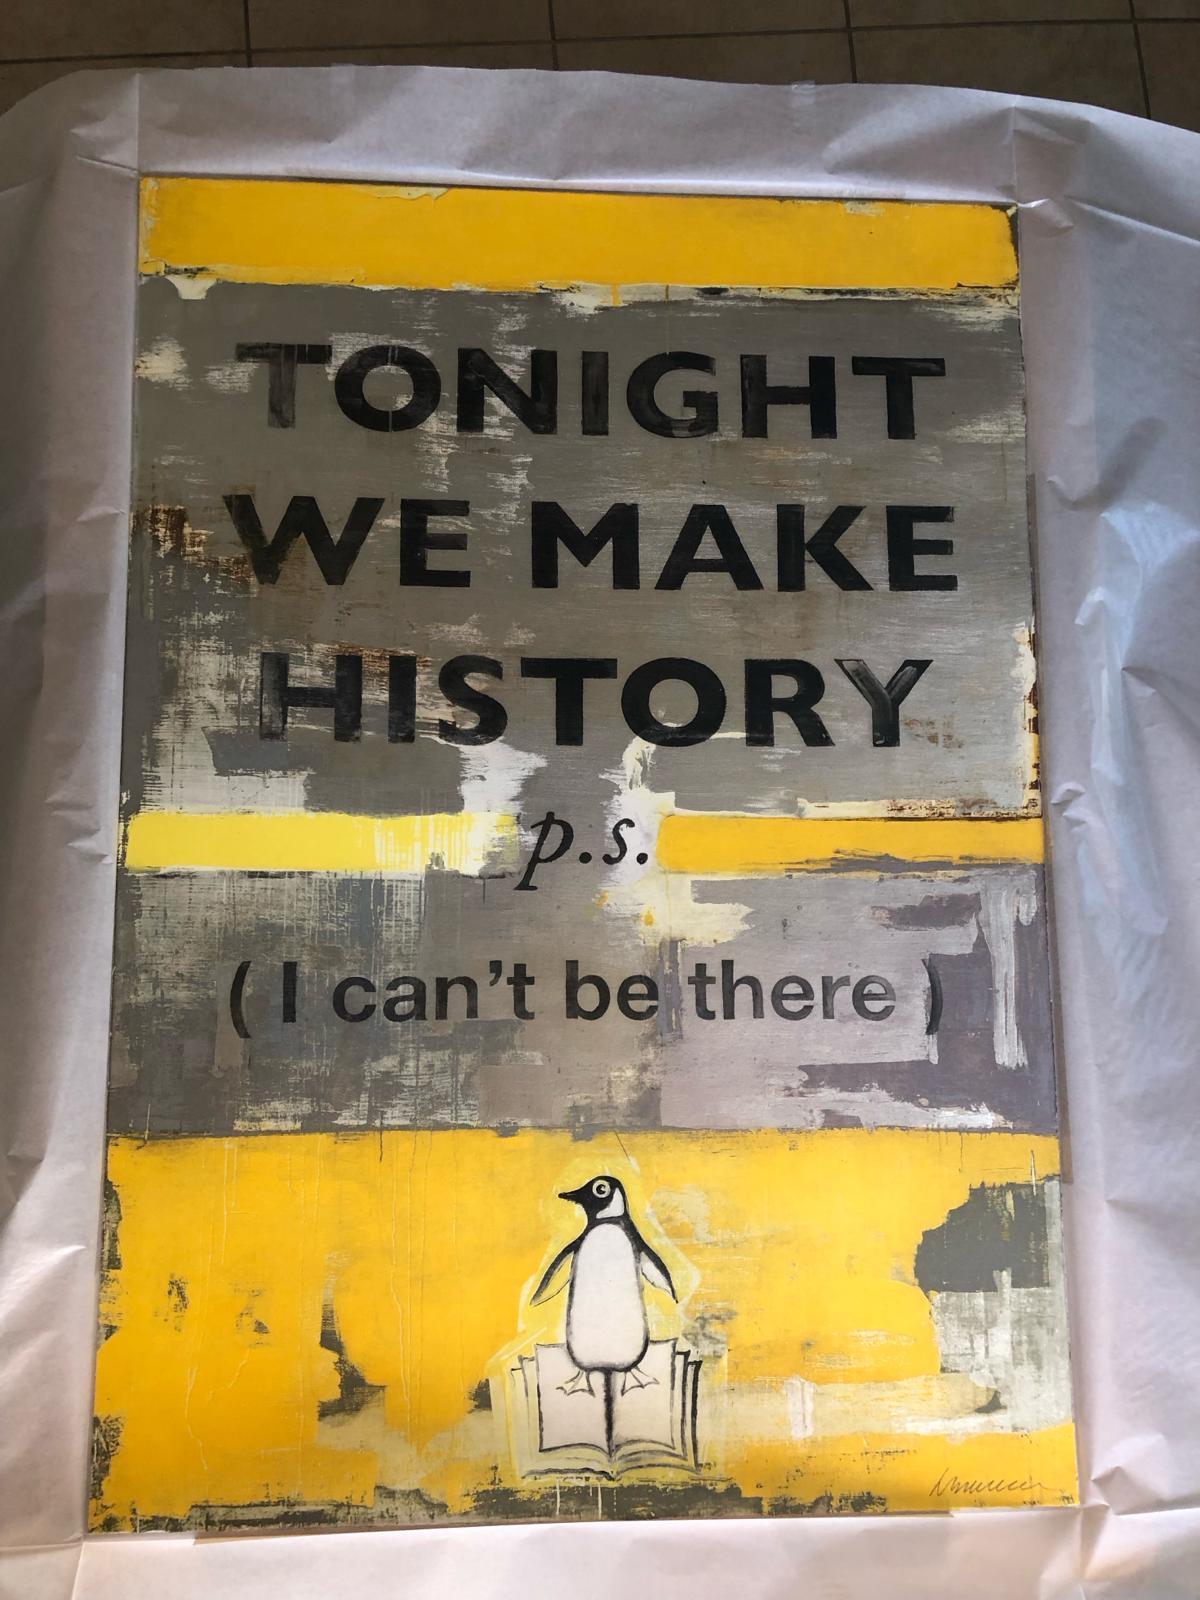 TONIGHT
WE MAKE
HISTORY
p.s.
( I can't be there )